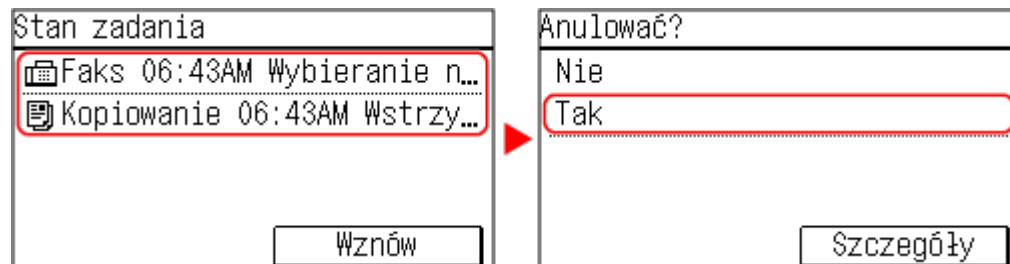 Stan zadania
Faks 06:43AM Wybieranie n…
Kopiowanie 06:43AM Wstrzy…
Wznów
Anulować?
Nie
Tak
Szczegóły